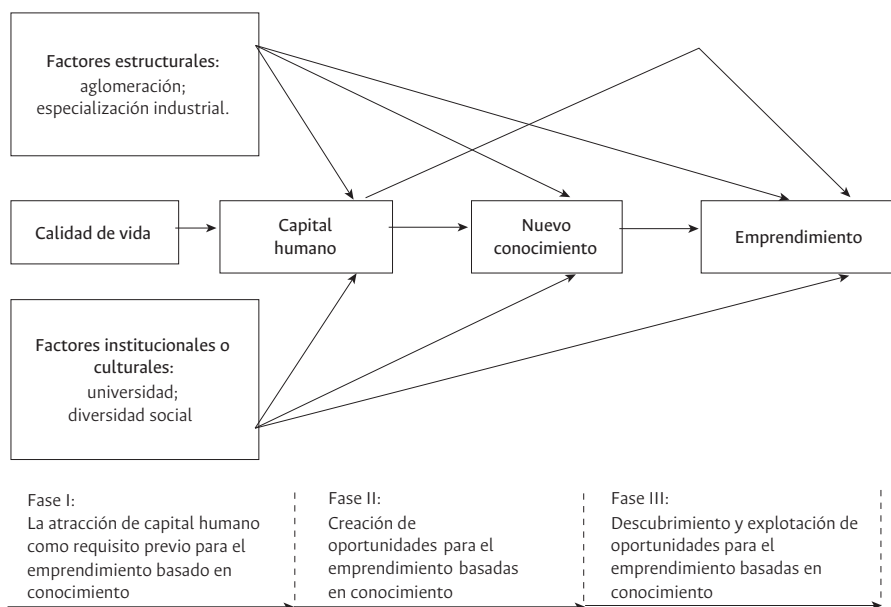 Factores estructurales:
aglomeración;
especialización industrial.
Calidad de vida
Capital
humano
Nuevo
conocimiento
Emprendimiento
Factores institucionales o
culturales:
universidad;
diversidad social
Fase I:
La atracción de capital humano
como requisito previo para el
emprendimiento basado en
conocimiento
Fase II:
Creación de
oportunidades para el
emprendimiento basadas
en conocimiento
Fase III:
Descubrimiento y explotación de
oportunidades para el
emprendimiento basadas en
conocimiento